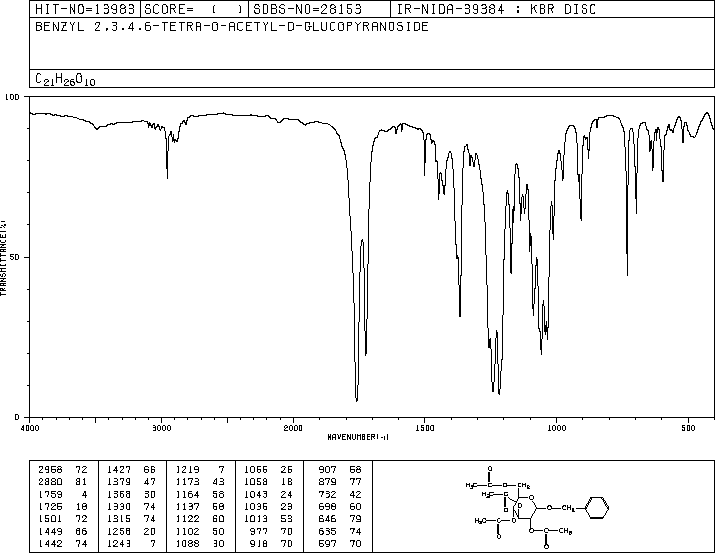 HIT-NO=13983 SCORE= ( ) SDBS-NO=28153 IR-NIDA-39384 : KBR DISC
BENZYL 2,3,4,6-TETRA-O-ACETYL-D-GLUCOPYRANOSIDE
C21H26O10
100
50
0
TRANSMITTANCE(%)
4000 3000 2000 1500 1000 500
WAVENUMBER(-1)
2968 72 1427 66 1219 7 1066 26 907 58
2880 81 1379 47 1173 43 1058 18 879 77
1759 4 1368 30 1164 58 1043 24 732 42
1725 18 1330 74 1137 58 1035 23 698 60
1501 72 1315 74 1122 60 1013 53 646 79
1449 66 1258 20 1102 50 977 70 635 74
1442 74 1243 7 1088 30 918 70 597 70